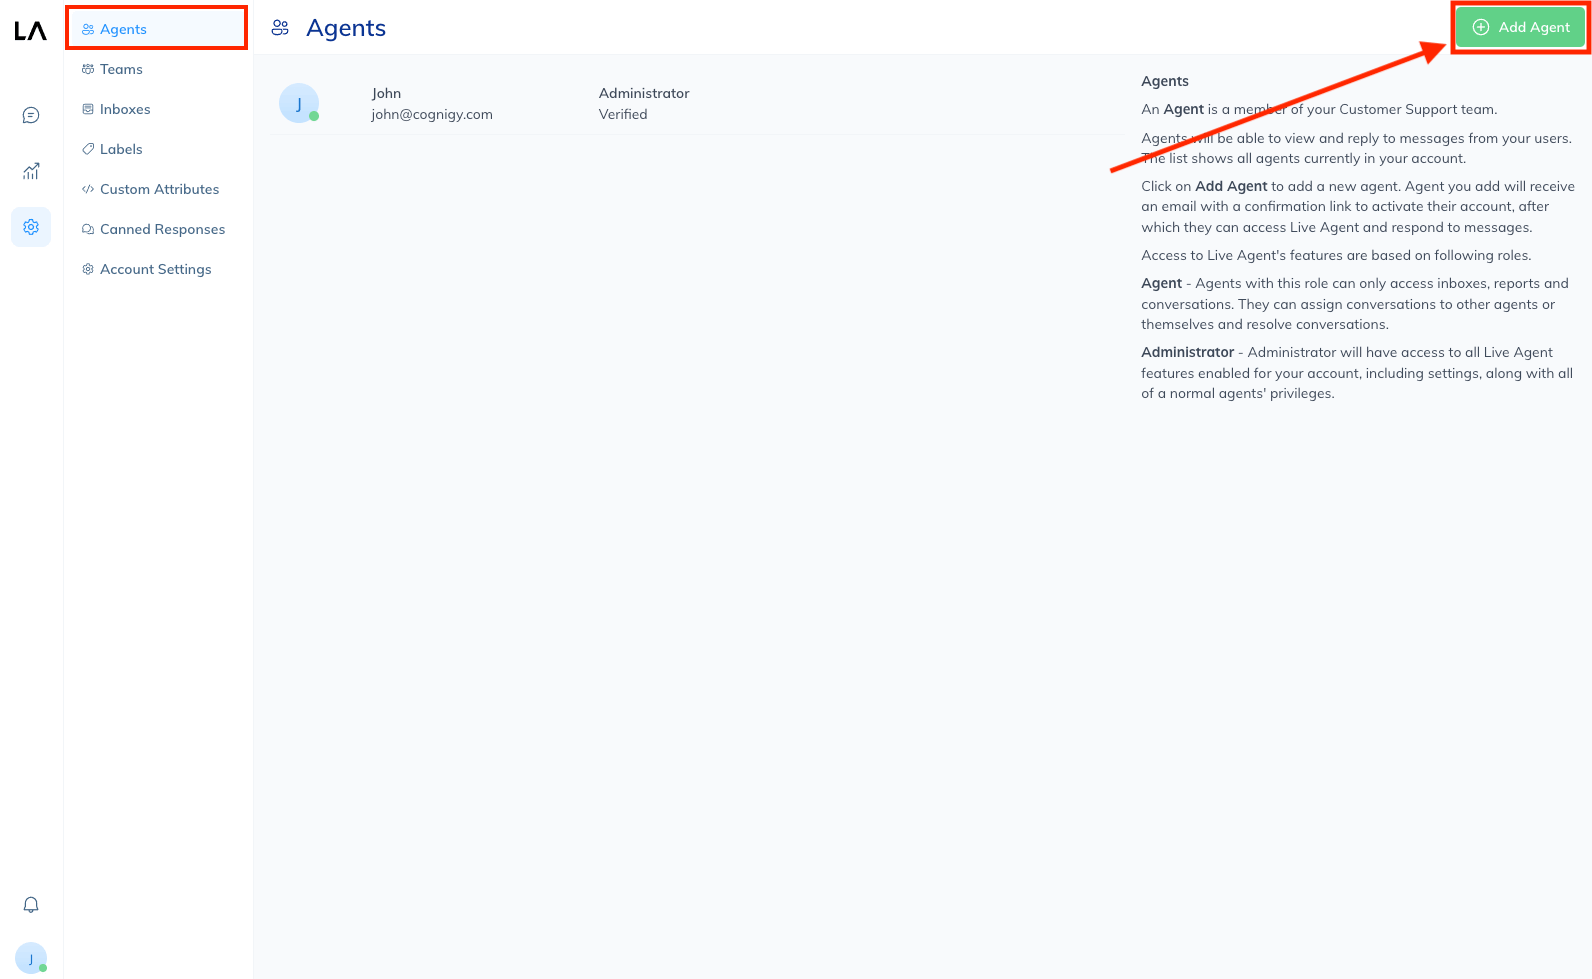 LA
Agents
Teams
Inboxes
Labels
Custom Attributes
Canned Responses
Account Settings
J
Agents
Add Agent
J
John
john@cognigy.com
Administrator
Verified
Agents
An Agent is a member of your Customer Support team.
Agents will be able to view and reply to messages from your users.
The list shows all agents currently in your account.
Click on Add Agent to add a new agent. Agent you add will receive
an email with a confirmation link to activate their account, after
which they can access Live Agent and respond to messages.
Access to Live Agent's features are based on following roles.
Agent - Agents with this role can only access inboxes, reports and
conversations. They can assign conversations to other agents or
themselves and resolve conversations.
Administrator - Administrator will have access to all Live Agent
features enabled for your account, including settings, along with all
of a normal agents' privileges.